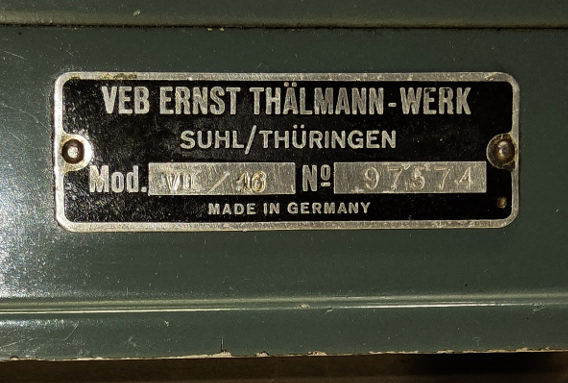 VEB ERNST THÄLMANN-WERK
SUHL/THÜRINGEN
Mod. VII/16 Nº 97574
MADE IN GERMANY